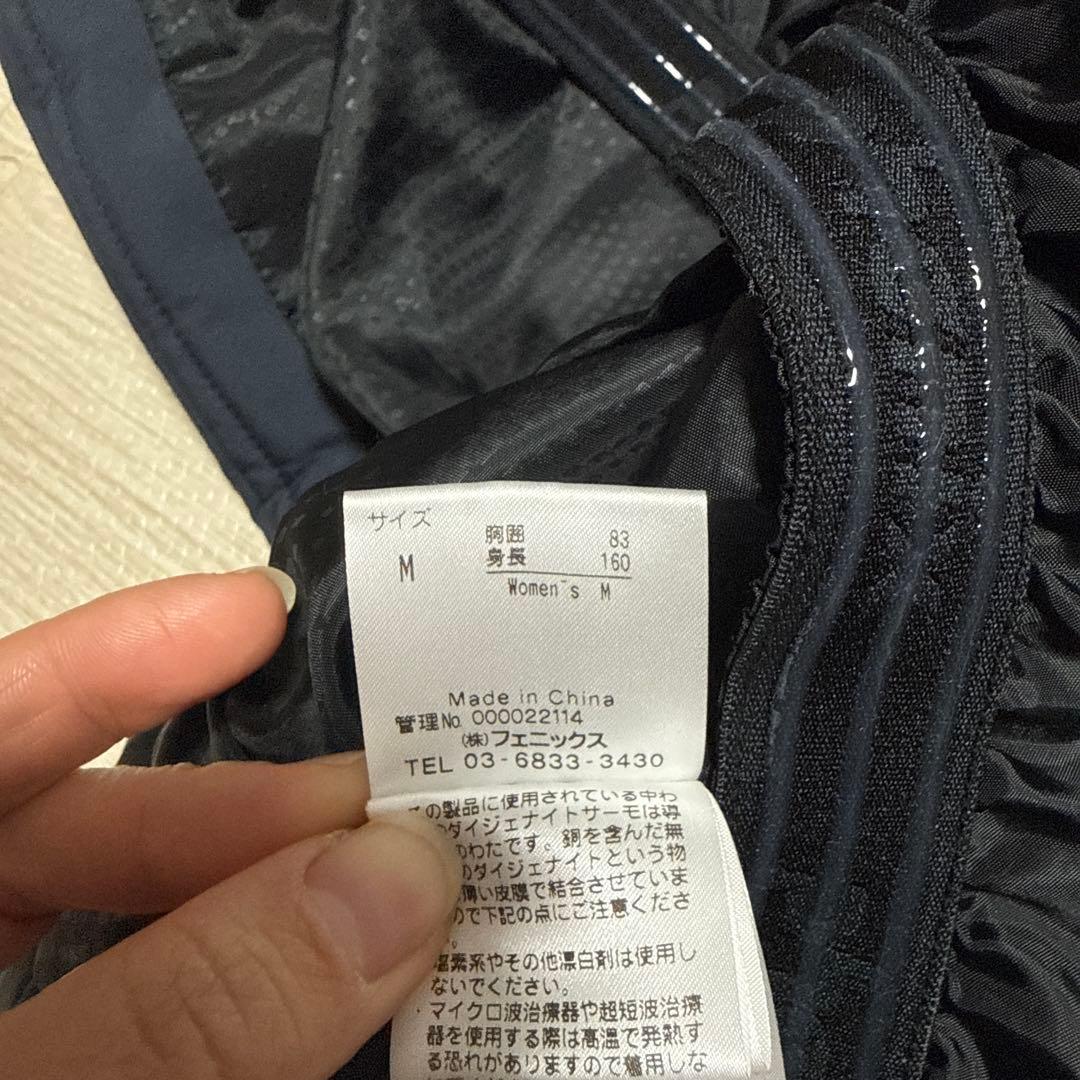 サイズ
M
胸囲 83
身長 160
Women's M
Made in China
管理No. 000022114
(株)フェニックス
TEL 03-6833-3430
この製品に使用されている中わ
ダイジェナイトサーモは導
のわたです。銅を含んだ無
のダイジェナイトという物
薄い皮膜で結合させていま
ので下記の点にご注意くださ
。
塩素系やその他漂白剤は使用し
ないでください。
・マイクロ波治療器や超短波治療
器を使用する際は高温で発熱す
る恐れがありますので着用しな